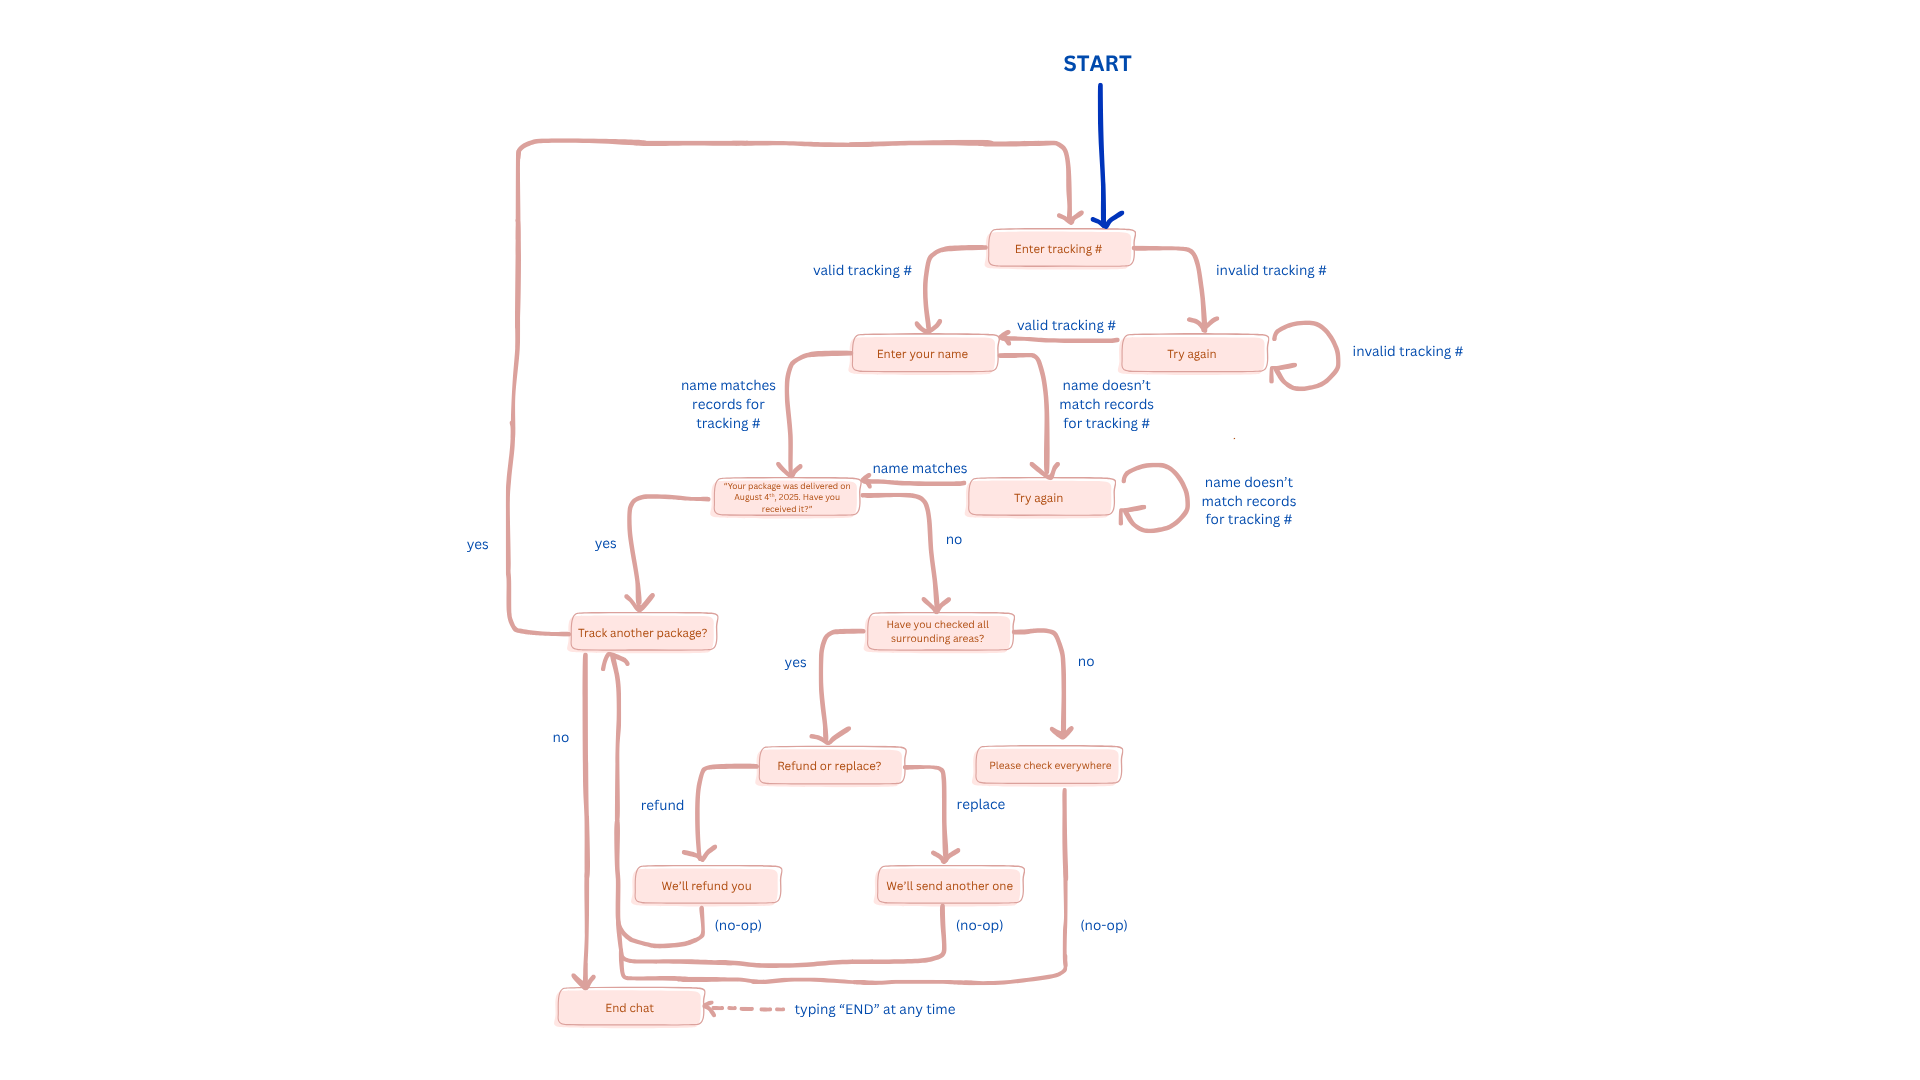 START
Enter tracking #
valid tracking #
invalid tracking #
valid tracking #
Enter your name
Try again
invalid tracking #
name matches
records for
tracking #
name doesn’t
match records
for tracking #
name matches
“Your package was delivered on
August 4th, 2025. Have you
received it?”
Try again
name doesn’t
match records
for tracking #
yes
yes
no
Track another package?
Have you checked all
surrounding areas?
yes
no
no
Refund or replace?
Please check everywhere
refund
replace
We’ll refund you
We’ll send another one
(no-op)
(no-op)
(no-op)
End chat
typing “END” at any time